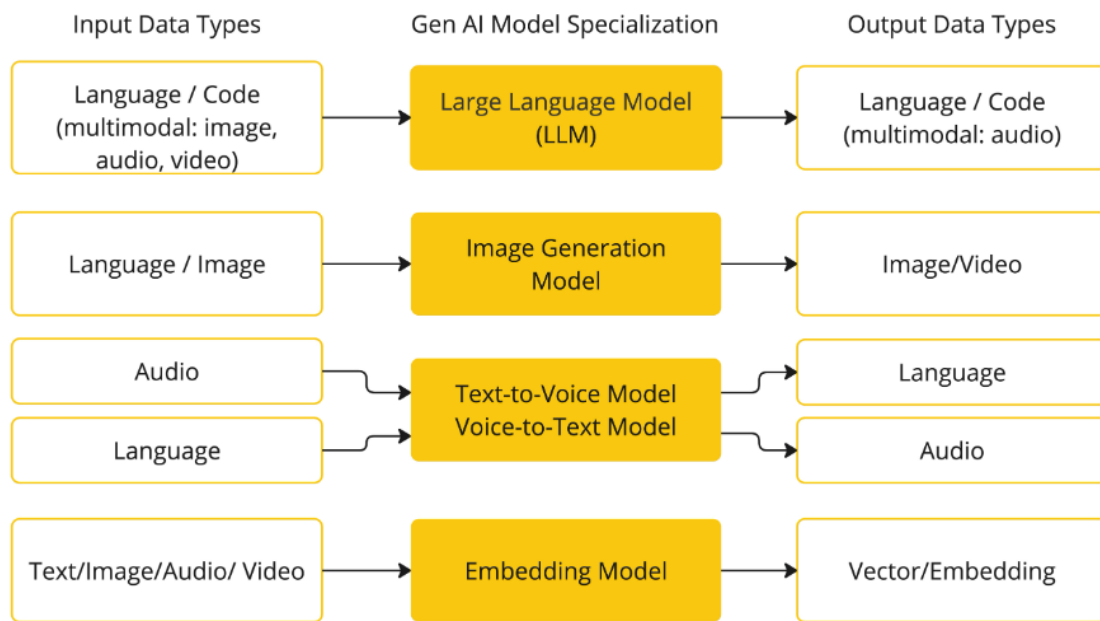 Input Data Types
Gen AI Model Specialization
Output Data Types
Language / Code
(multimodal: image,
audio, video)
Large Language Model
(LLM)
Language / Code
(multimodal: audio)
Language / Image
Image Generation
Model
Image/Video
Audio
Language
Text-to-Voice Model
Voice-to-Text Model
Language
Audio
Text/Image/Audio/ Video
Embedding Model
Vector/Embedding